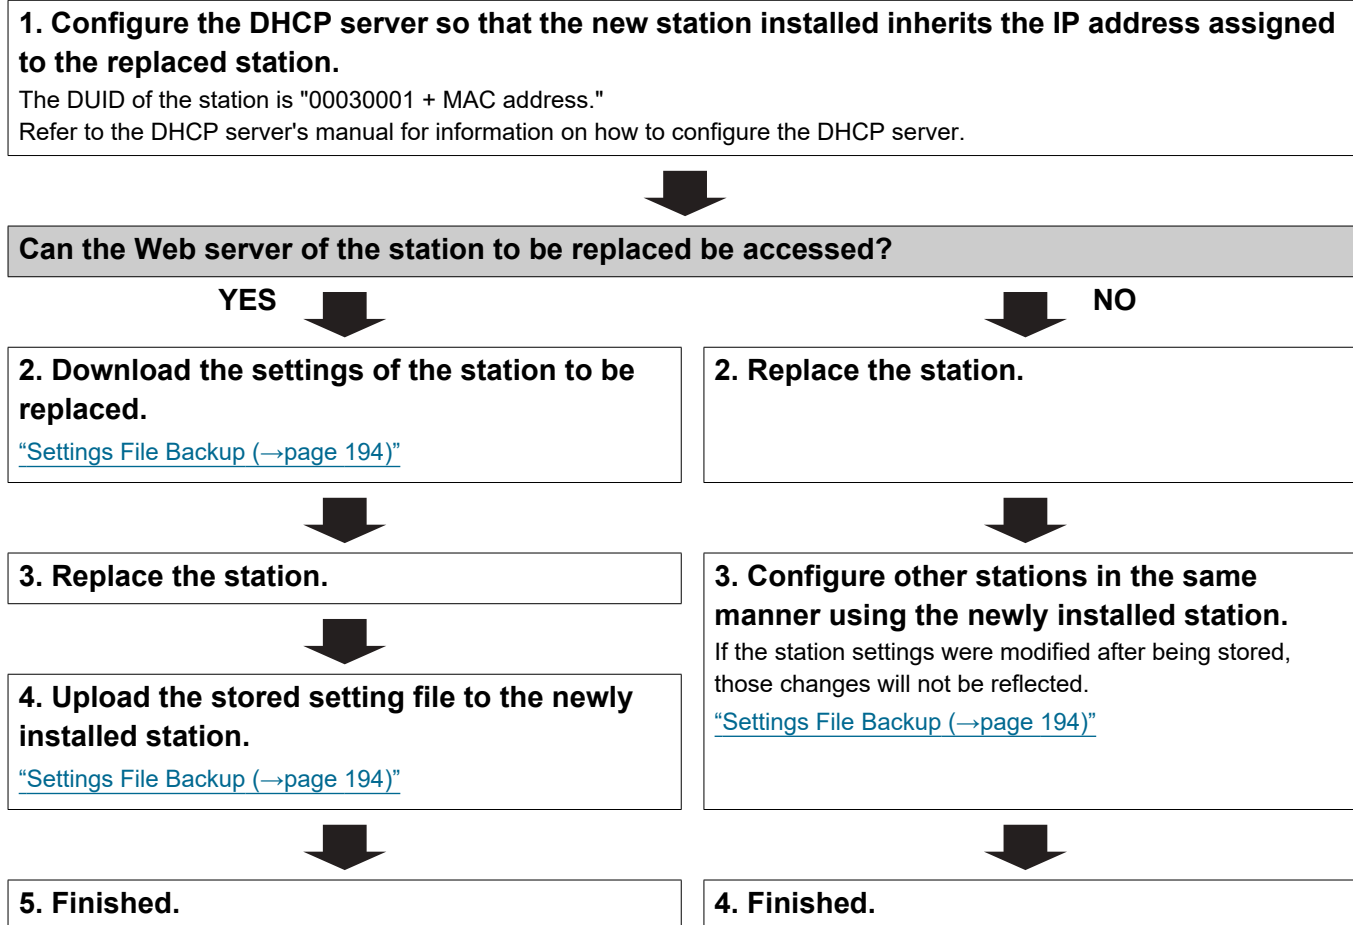 1. Configure the DHCP server so that the new station installed inherits the IP address assigned
to the replaced station.
The DUID of the station is "00030001 + MAC address."
Refer to the DHCP server's manual for information on how to configure the DHCP server.
Can the Web server of the station to be replaced be accessed?
YES
2. Download the settings of the station to be
replaced.
“Settings File Backup (→page 194)”
3. Replace the station.
4. Upload the stored setting file to the newly
installed station.
“Settings File Backup (→page 194)”
5. Finished.
NO
2. Replace the station.
3. Configure other stations in the same
manner using the newly installed station.
If the station settings were modified after being stored,
those changes will not be reflected.
“Settings File Backup (→page 194)”
4. Finished.